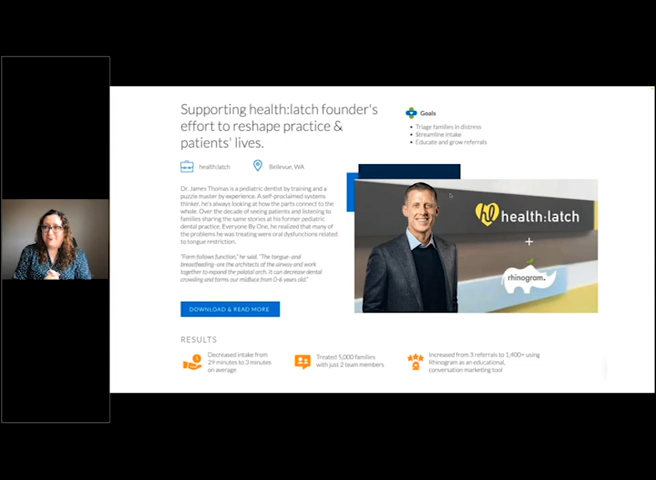 Supporting health:latch founder's
effort to reshape practice &
patients' lives.
health:latch
Bellevue, WA
Dr. James Thomas is a pediatric dentist by training and a
puzzle master by experience. A self-proclaimed systems
thinker, he's always looking at how the parts connect to the
whole. Over the decade of seeing patients and listening to
families sharing the same stories at his former pediatric
dental practice, Everyone By One, he realized that many of
the problems he was treating were oral dysfunctions related
to tongue restriction.
"Form follows function," he said. "The tongue–and
breastfeeding–are the architects of the airway and work
together to expand the palatal arch. It can decrease dental
crowding and forms our midface from 0-6 years old."
DOWNLOAD & READ MORE
Goals
• Triage families in distress
• Streamline intake
• Educate and grow referrals
hl health:latch
+
rhinogram.
RESULTS
Decreased intake from
29 minutes to 3 minutes
on average
Treated 5,000 families
with just 2 team members
Increased from 3 referrals to 1,400+ using
Rhinogram as an educational,
conversation marketing tool